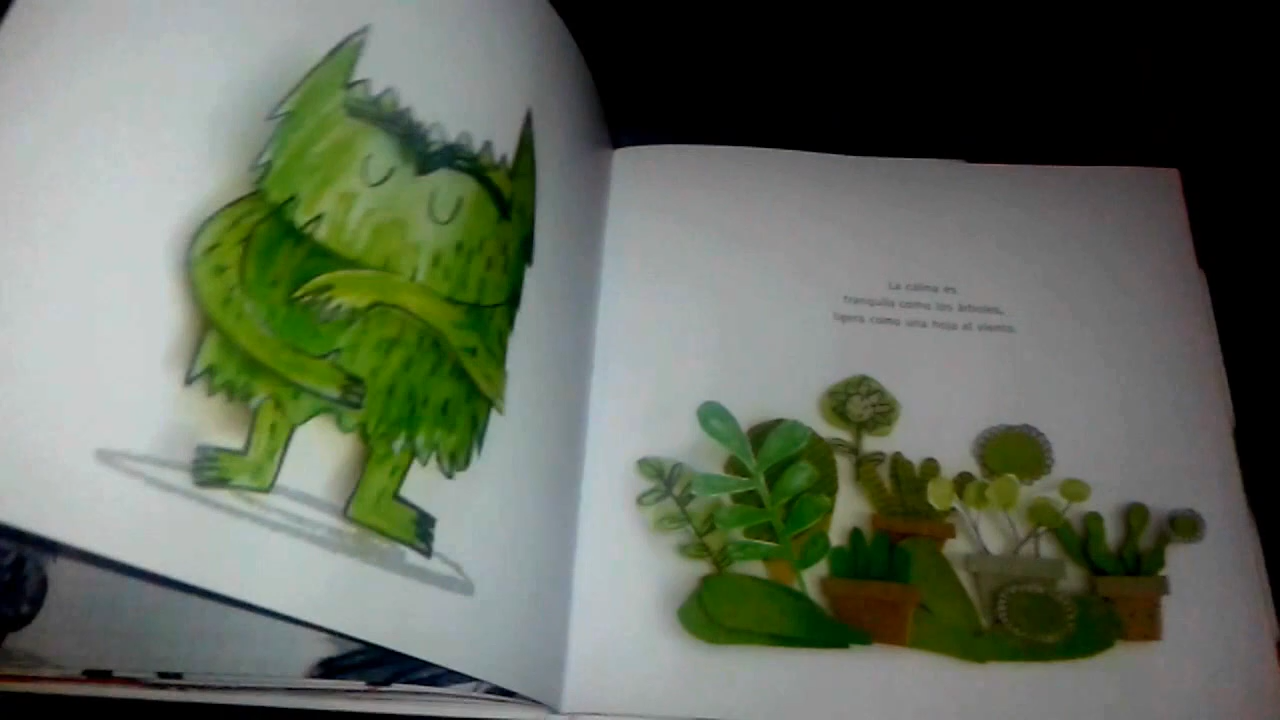 La calma es
tranquila como los árboles,
ligera como una hoja al viento.